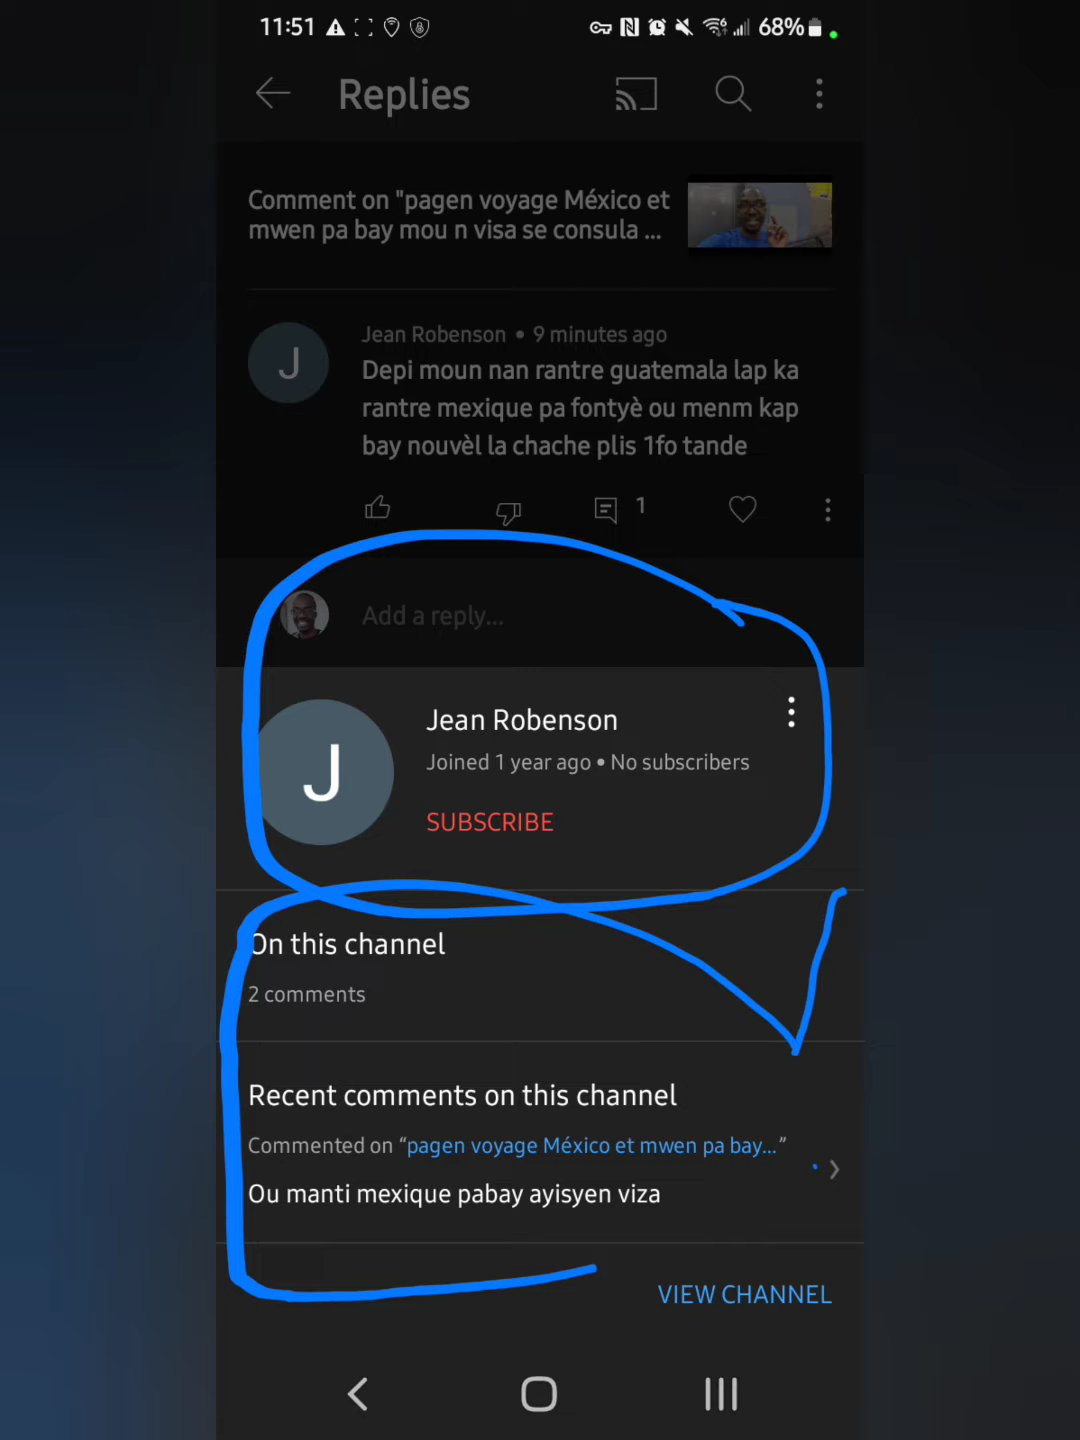 11:51 68%
Replies
Comment on "pagen voyage México et
mwen pa bay mou n visa se consula ...
Jean Robenson • 9 minutes ago
J
Depi moun nan rantre guatemala lap ka
rantre mexique pa fontyè ou menm kap
bay nouvèl la chache plis 1fo tande
1
Add a reply...
J
Jean Robenson
Joined 1 year ago • No subscribers
SUBSCRIBE
On this channel
2 comments
Recent comments on this channel
Commented on “pagen voyage México et mwen pa bay...”
Ou manti mexique pabay ayisyen viza
VIEW CHANNEL